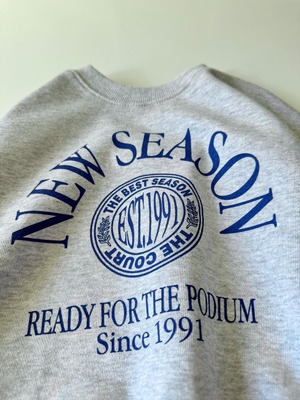 NEW SEASON
THE BEST SEASON
EST.1991
THE COURT
READY FOR THE PODIUM
Since 1991